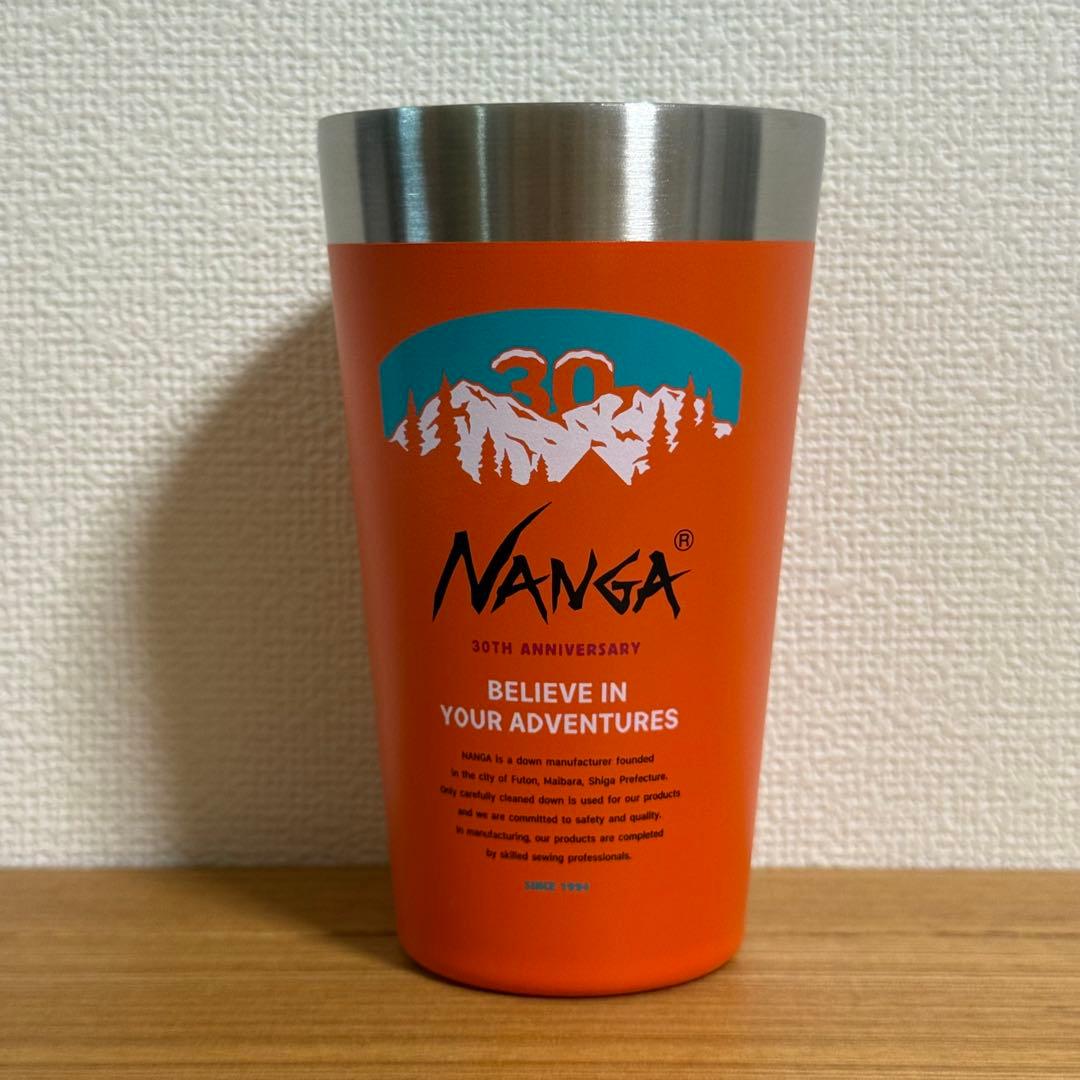 30
NANGA®
30TH ANNIVERSARY
BELIEVE IN
YOUR ADVENTURES
NANGA is a down manufacturer founded
in the city of Futon, Maibara, Shiga Prefecture.
Only carefully cleaned down is used for our products
and we are committed to safety and quality.
In manufacturing, our products are completed
by skilled sewing professionals.
SINCE 1994